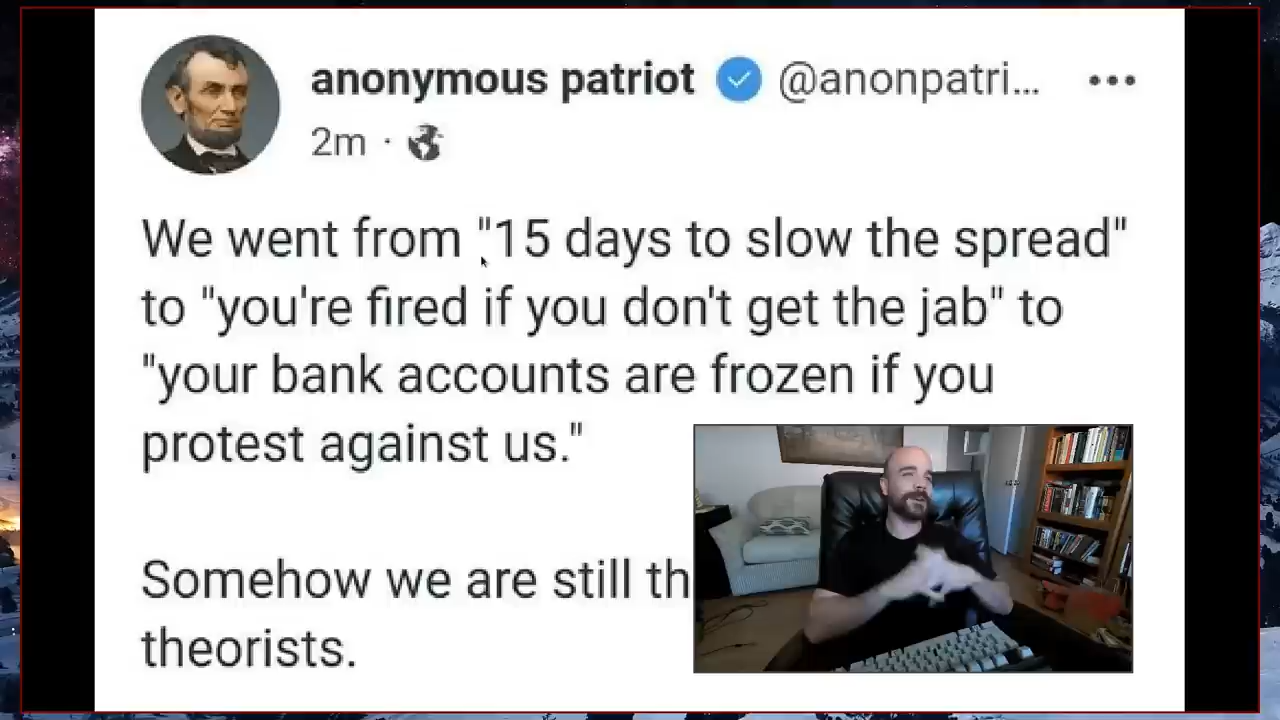 anonymous patriot @anonpatri...
2m ·
We went from "15 days to slow the spread"
to "you're fired if you don't get the jab" to
"your bank accounts are frozen if you
protest against us."
Somehow we are still th
theorists.